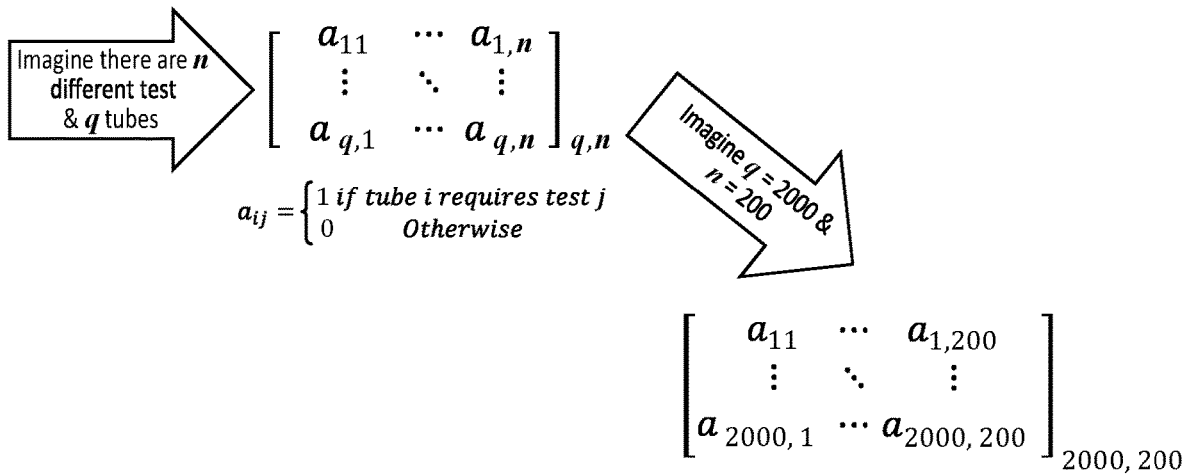 Imagine there are n
different test
& q tubes
a11 ⋯ a1,n
⋮ ⋱ ⋮
a q,1 ⋯ a q,n
q,n
aij = { 1 if tube i requires test j
0 Otherwise
Imagine q = 2000 &
n = 200
a11 ⋯ a1,200
⋮ ⋱ ⋮
a 2000, 1 ⋯ a2000, 200
2000, 200